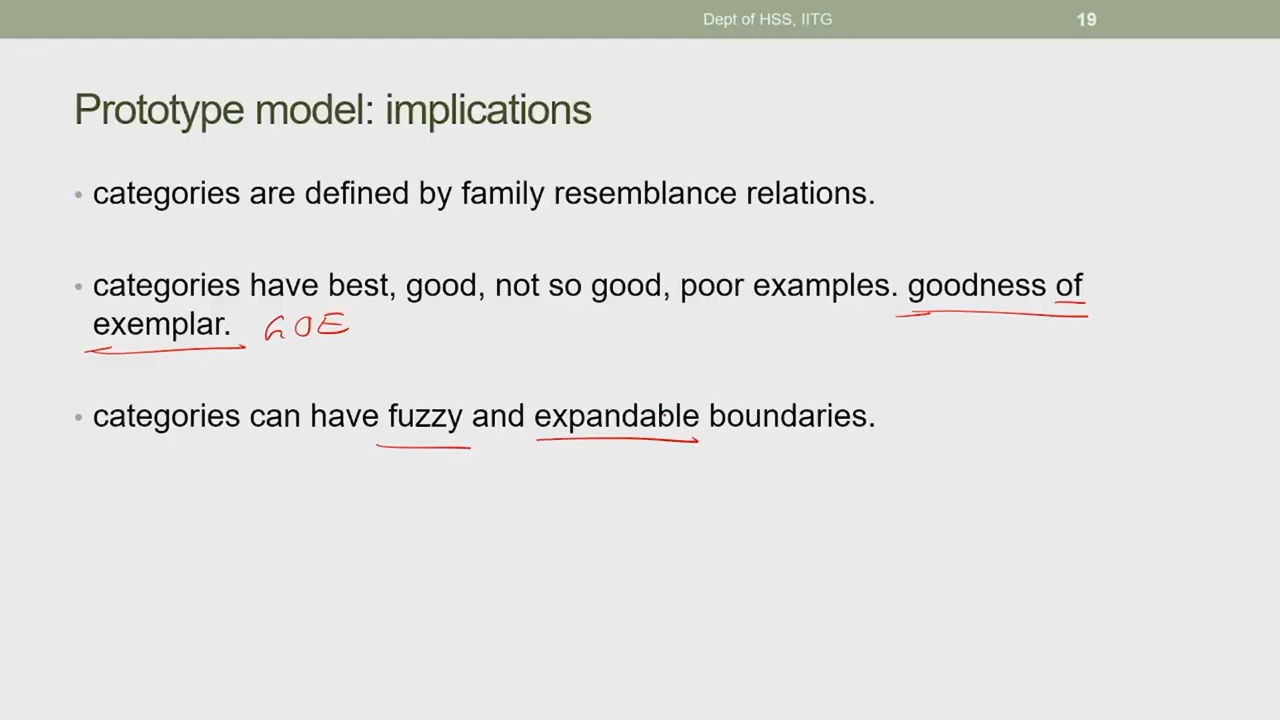 Dept of HSS, IITG 19
Prototype model: implications
• categories are defined by family resemblance relations.
• categories have best, good, not so good, poor examples. goodness of
exemplar. GOE
• categories can have fuzzy and expandable boundaries.